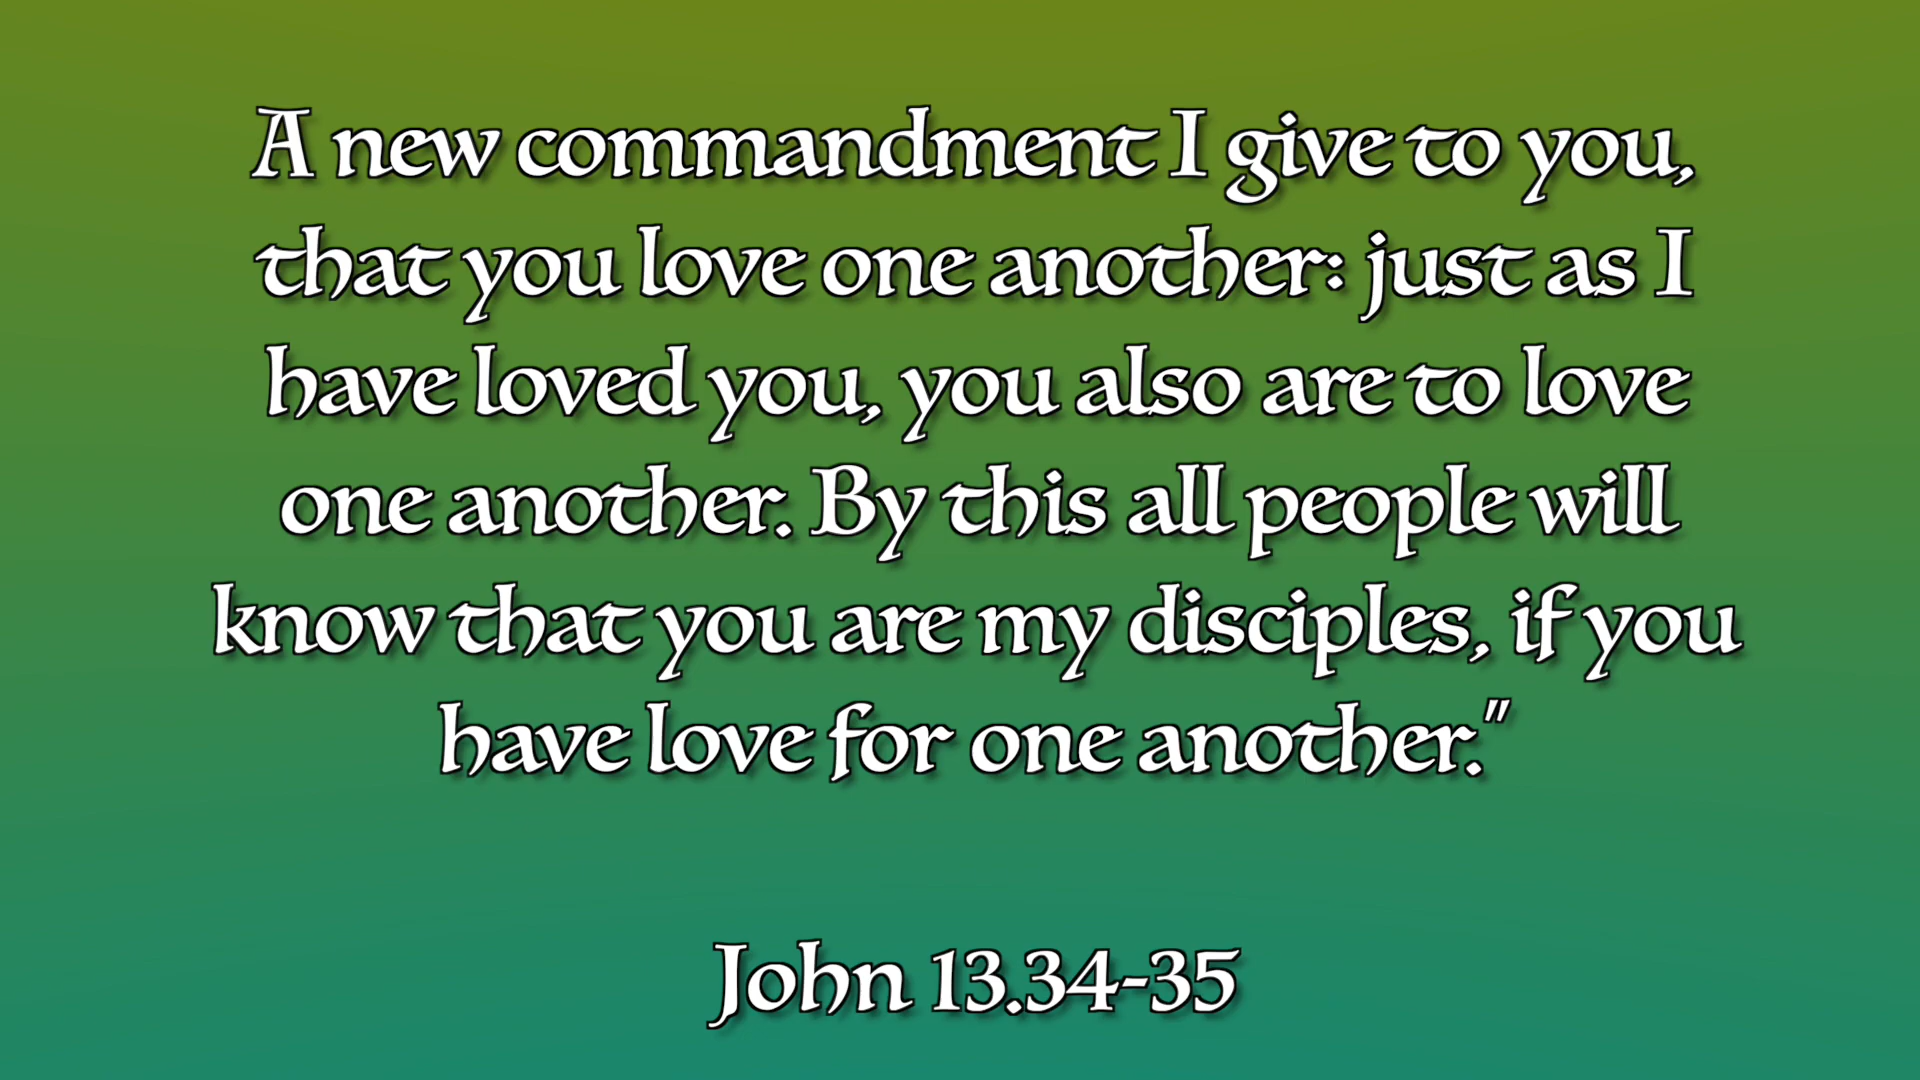 A new commandment I give to you,
that you love one another: just as I
have loved you, you also are to love
one another. By this all people will
know that you are my disciples, if you
have love for one another."
John 13.34-35